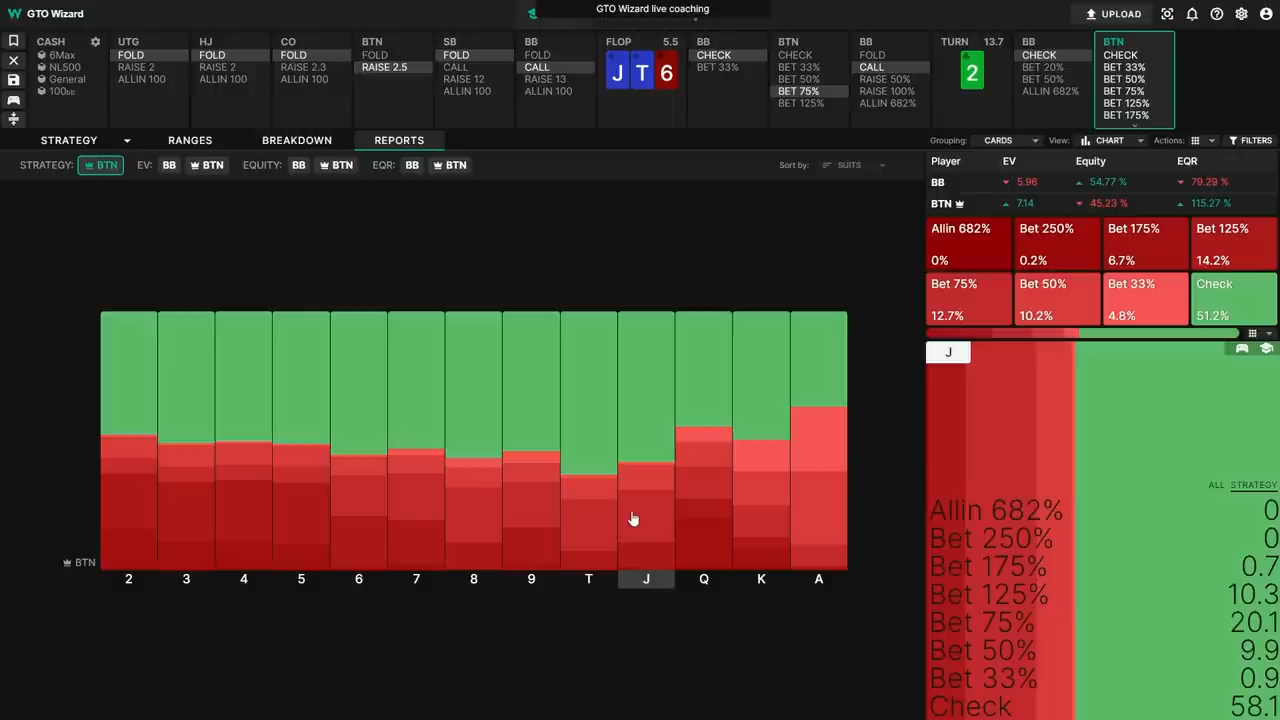 GTO Wizard
GTO Wizard live coaching
UPLOAD
CASH
6Max
NL500
General
100bb
UTG
FOLD
RAISE 2
ALLIN 100
HJ
FOLD
RAISE 2
ALLIN 100
CO
FOLD
RAISE 2.3
ALLIN 100
BTN
FOLD
RAISE 2.5
SB
FOLD
CALL
RAISE 12
ALLIN 100
BB
FOLD
CALL
RAISE 13
ALLIN 100
FLOP 5.5
J T 6
BB
CHECK
BET 33%
BTN
CHECK
BET 33%
BET 50%
BET 75%
BET 125%
BB
FOLD
CALL
RAISE 50%
RAISE 100%
ALLIN 682%
TURN 13.7
2
BB
CHECK
BET 20%
BET 50%
ALLIN 682%
BTN
CHECK
BET 33%
BET 50%
BET 75%
BET 125%
BET 175%
STRATEGY RANGES BREAKDOWN REPORTS
Grouping: CARDS View: CHART Actions: FILTERS
STRATEGY: BTN EV: BB BTN EQUITY: BB BTN EQR: BB BTN
Sort by: SUITS
Player EV Equity EQR
BB 5.96 54.77 % 79.29 %
BTN 7.14 45.23 % 115.27 %
Allin 682% Bet 250% Bet 175% Bet 125%
0% 0.2% 6.7% 14.2%
Bet 75% Bet 50% Bet 33% Check
12.7% 10.2% 4.8% 51.2%
J
ALL STRATEGY
Allin 682% 0
Bet 250% 0
Bet 175% 0.7
Bet 125% 10.3
Bet 75% 20.1
Bet 50% 9.9
Bet 33% 0.9
Check 58.1
BTN
2 3 4 5 6 7 8 9 T J Q K A